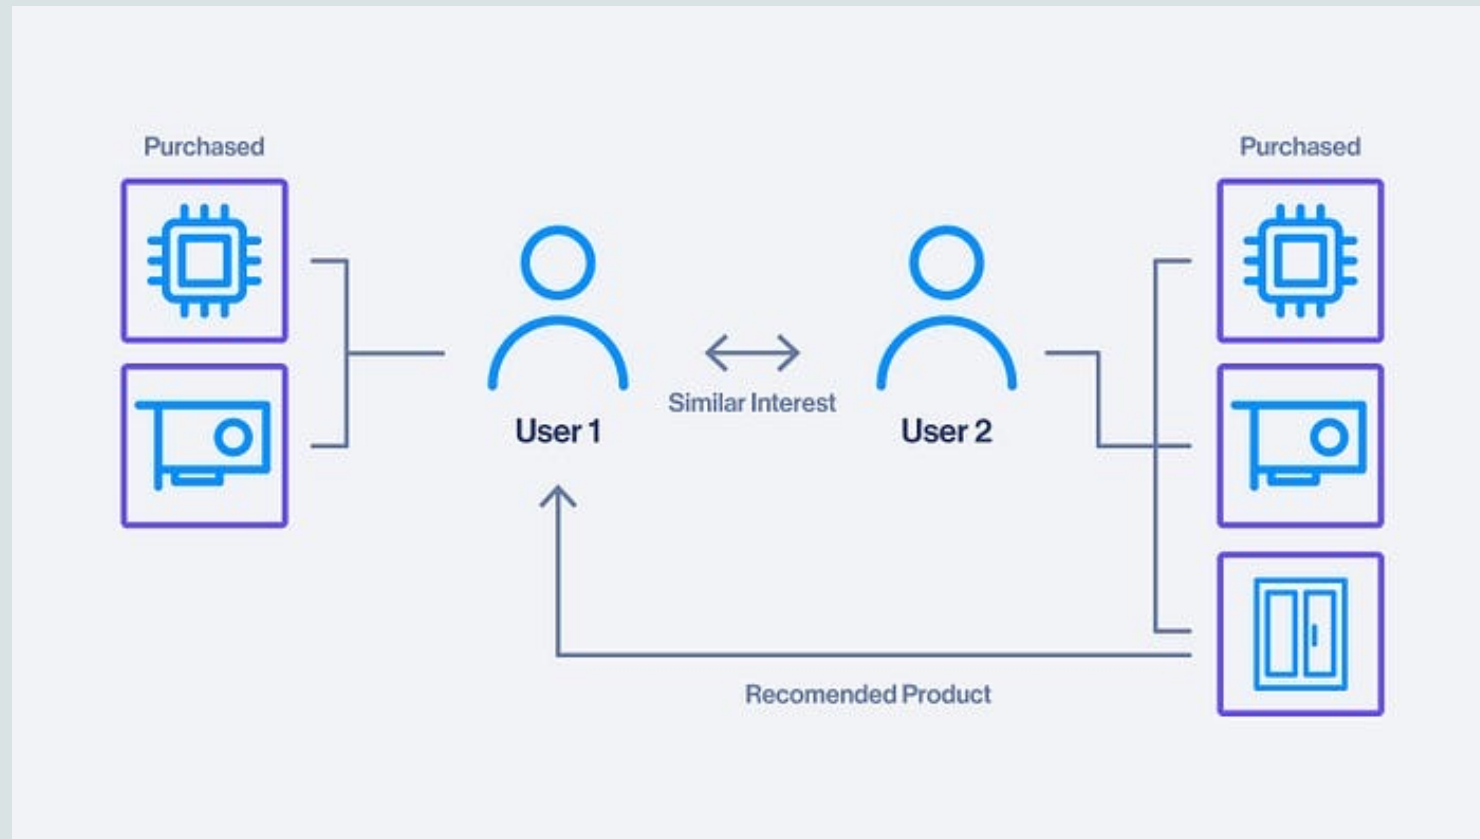 Purchased
Purchased
Similar Interest
User 1
User 2
Recomended Product